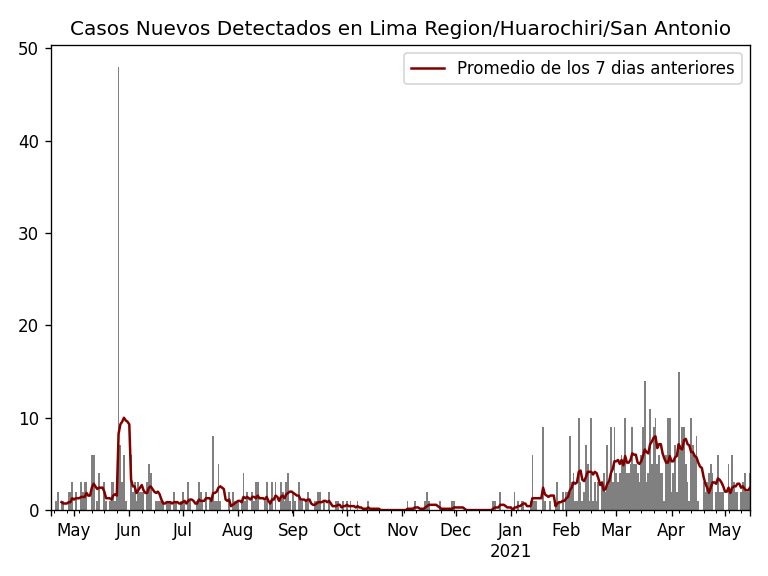 Casos Nuevos Detectados en Lima Region/Huarochiri/San Antonio
Promedio de los 7 dias anteriores
50
40
30
20
10
0
May Jun Jul Aug Sep Oct Nov Dec Jan Feb Mar Apr May
2021